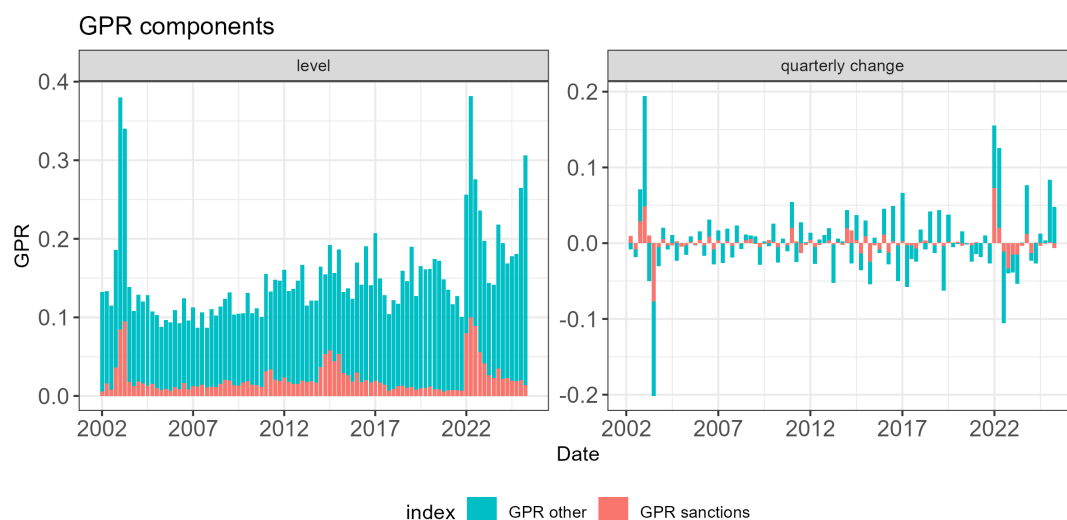 GPR components
level
quarterly change
GPR
0.4
0.3
0.2
0.1
0.0
0.2
0.1
0.0
-0.1
-0.2
2002 2007 2012 2017 2022
2002 2007 2012 2017 2022
Date
index GPR other GPR sanctions